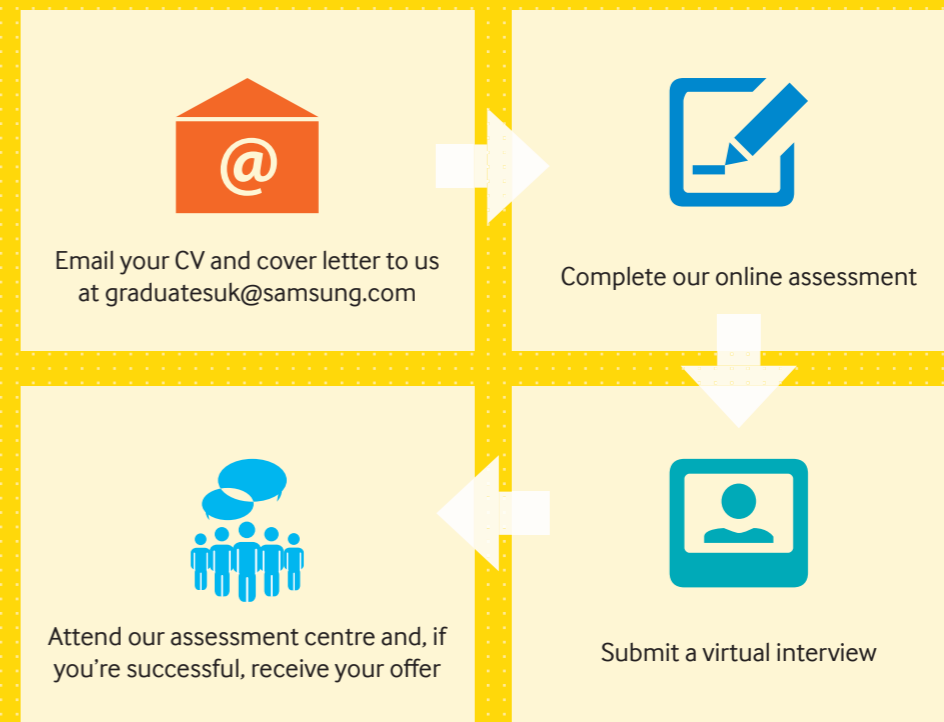 @
Email your CV and cover letter to us
at graduatesuk@samsung.com
Complete our online assessment
Submit a virtual interview
Attend our assessment centre and, if
you’re successful, receive your offer